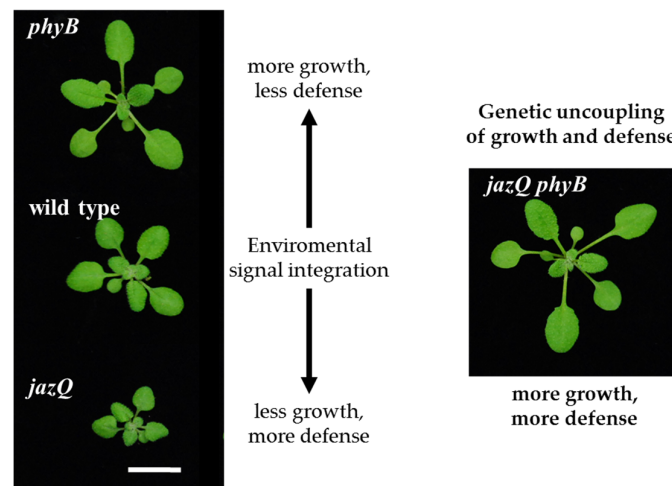 phyB
more growth,
less defense
wild type
Enviromental
signal integration
jazQ
less growth,
more defense
Genetic uncoupling
of growth and defense
jazQ phyB
more growth,
more defense